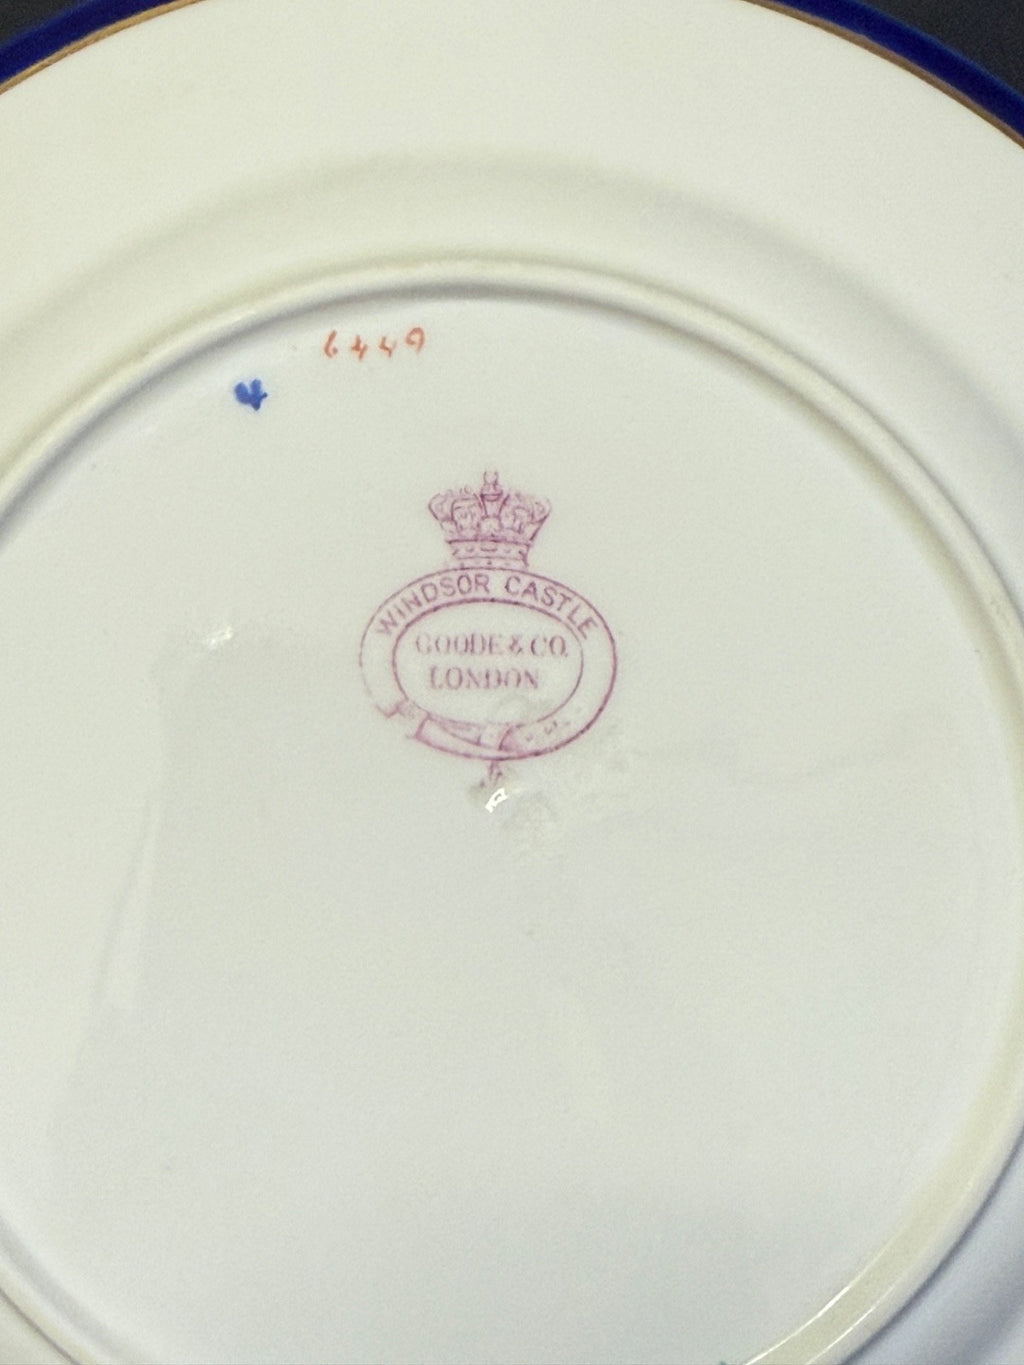 6449
WINDSOR CASTLE
GOODE & CO.
LONDON